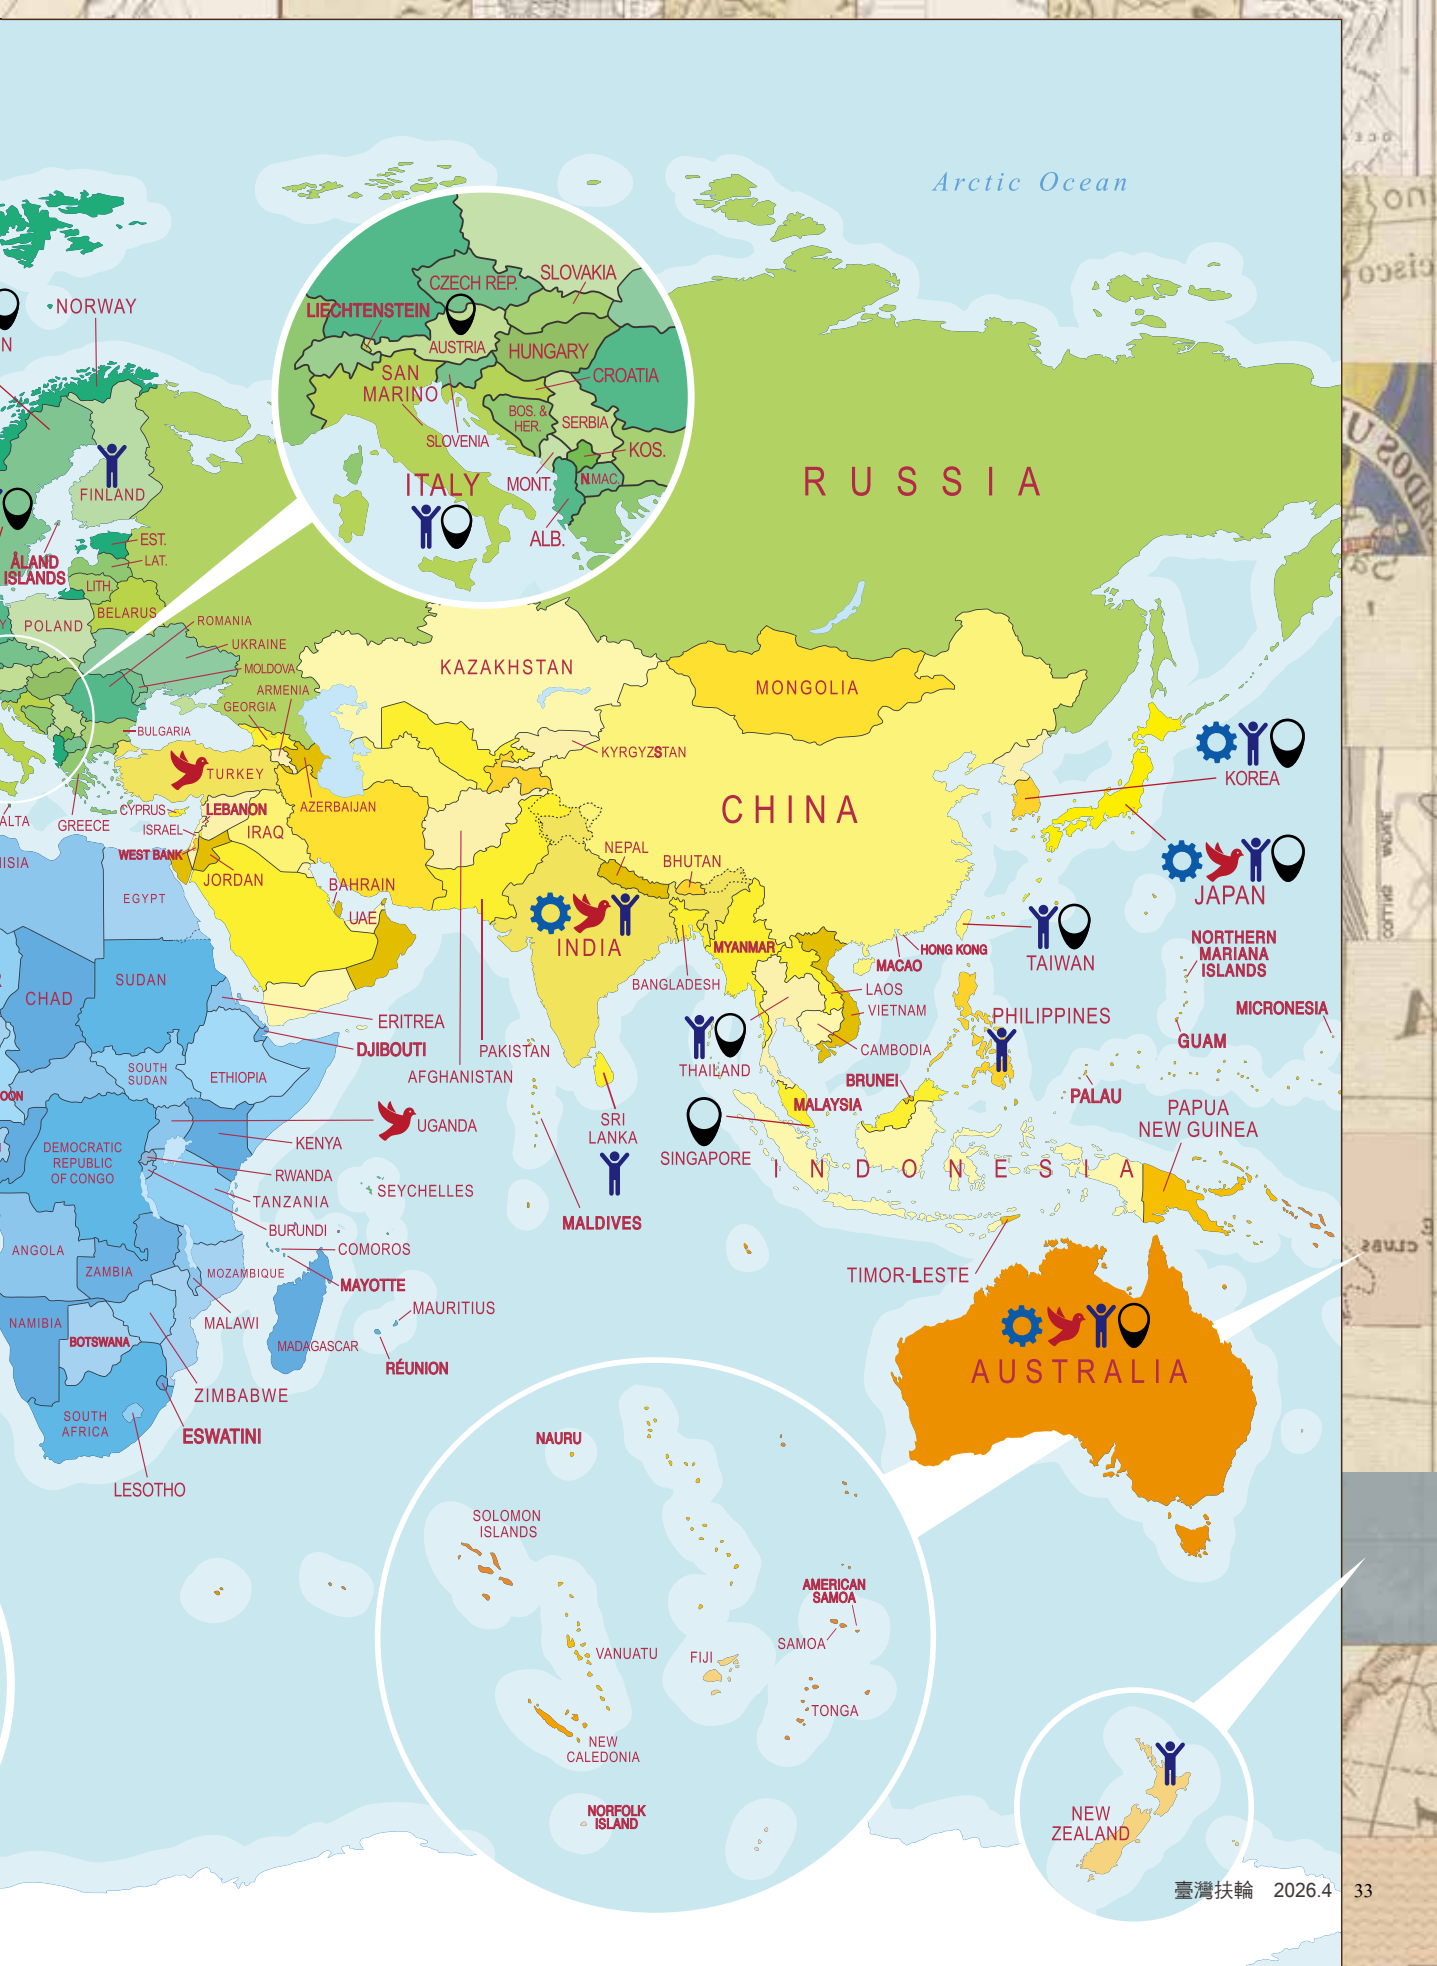 Arctic Ocean
NORWAY
N
CZECH REP.
SLOVAKIA
LIECHTENSTEIN
AUSTRIA
HUNGARY
SAN
MARINO
CROATIA
BOS. &
HER.
SERBIA
SLOVENIA
KOS.
ITALY
MONT.
N.MAC.
ALB.
RUSSIA
FINLAND
EST.
LAT.
ÅLAND
ISLANDS
LITH.
BELARUS
Y
POLAND
ROMANIA
UKRAINE
MOLDOVA
ARMENIA
GEORGIA
BULGARIA
KAZAKHSTAN
MONGOLIA
KYRGYZSTAN
TURKEY
AZERBAIJAN
CYPRUS
LEBANON
ALTA
GREECE
ISRAEL
IRAQ
WEST BANK
JORDAN
BAHRAIN
UAE
ISIA
EGYPT
CHINA
NEPAL
BHUTAN
INDIA
MYANMAR
BANGLADESH
KOREA
JAPAN
HONG KONG
MACAO
TAIWAN
NORTHERN
MARIANA
ISLANDS
MICRONESIA
GUAM
PALAU
LAOS
VIETNAM
CAMBODIA
PHILIPPINES
THAILAND
BRUNEI
MALAYSIA
SINGAPORE
INDONESIA
PAPUA
NEW GUINEA
TIMOR-LESTE
SUDAN
CHAD
ERITREA
DJIBOUTI
PAKISTAN
AFGHANISTAN
SOUTH
SUDAN
ETHIOPIA
OON
UGANDA
KENYA
SRI
LANKA
MALDIVES
DEMOCRATIC
REPUBLIC
OF CONGO
RWANDA
TANZANIA
SEYCHELLES
BURUNDI
COMOROS
ANGOLA
ZAMBIA
MOZAMBIQUE
MAYOTTE
MAURITIUS
NAMIBIA
BOTSWANA
MALAWI
MADAGASCAR
RÉUNION
ZIMBABWE
SOUTH
AFRICA
ESWATINI
LESOTHO
AUSTRALIA
NAURU
SOLOMON
ISLANDS
AMERICAN
SAMOA
SAMOA
VANUATU
FIJI
TONGA
NEW
CALEDONIA
NORFOLK
ISLAND
NEW
ZEALAND
臺灣扶輪 2026.4 33